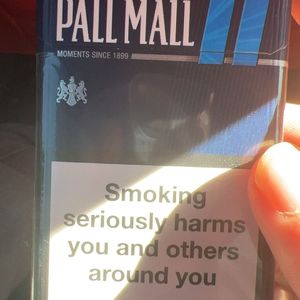 PALL MALL
MOMENTS SINCE 1899
Smoking
seriously harms
you and others
around you